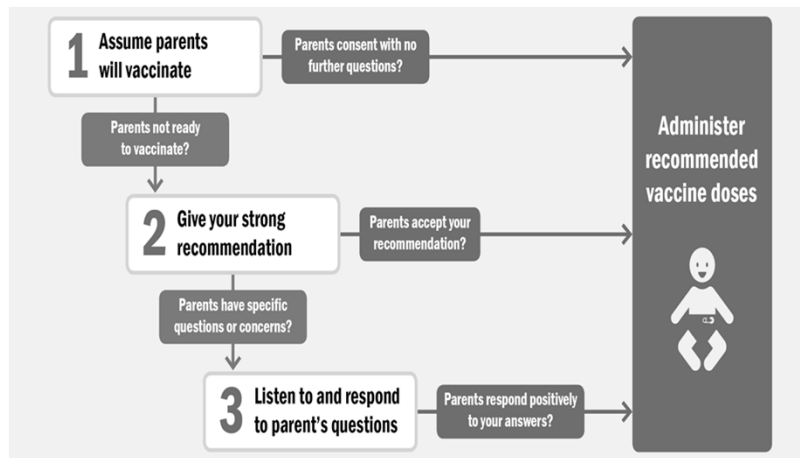 1
Assume parents
will vaccinate
Parents consent with no
further questions?
Parents not ready
to vaccinate?
2
Give your strong
recommendation
Parents accept your
recommendation?
Parents have specific
questions or concerns?
3
Listen to and respond
to parent's questions
Parents respond positively
to your answers?
Administer
recommended
vaccine doses